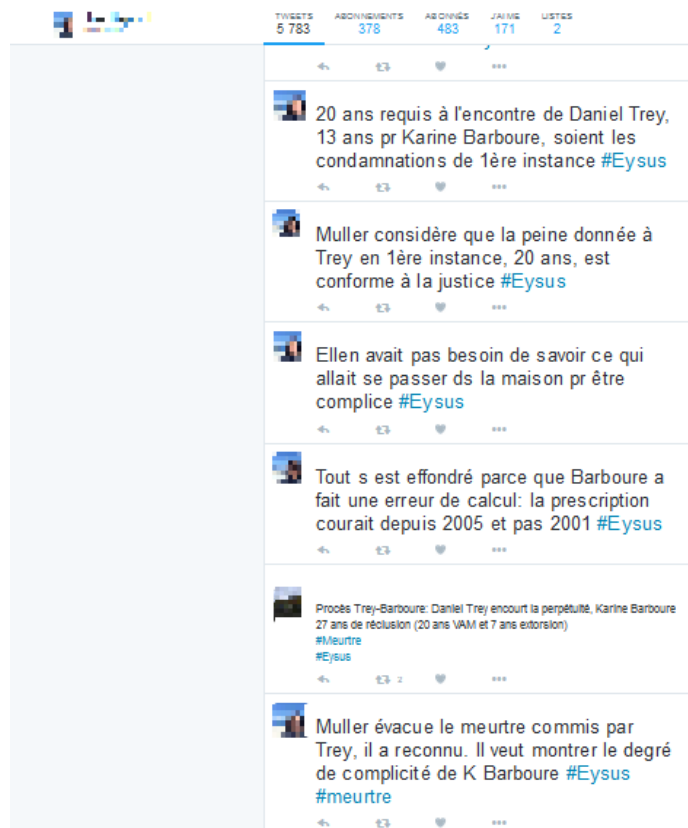 TWEETS ABONNEMENTS ABONNÉS J'AIME LISTES
5 783 378 483 171 2
20 ans requis à l'encontre de Daniel Trey,
13 ans pr Karine Barboure, soient les
condamnations de 1ère instance #Eysus
Muller considère que la peine donnée à
Trey en 1ère instance, 20 ans, est
conforme à la justice #Eysus
Ellen avait pas besoin de savoir ce qui
allait se passer ds la maison pr être
complice #Eysus
Tout s est effondré parce que Barboure a
fait une erreur de calcul: la prescription
courait depuis 2005 et pas 2001 #Eysus
Procès Trey-Barboure: Daniel Trey encourt la perpétuité, Karine Barboure
27 ans de réclusion (20 ans VAM et 7 ans extorsion)
#Meurtre
#Eysus
2
Muller évacue le meurtre commis par
Trey, il a reconnu. Il veut montrer le degré
de complicité de K Barboure #Eysus
#meurtre